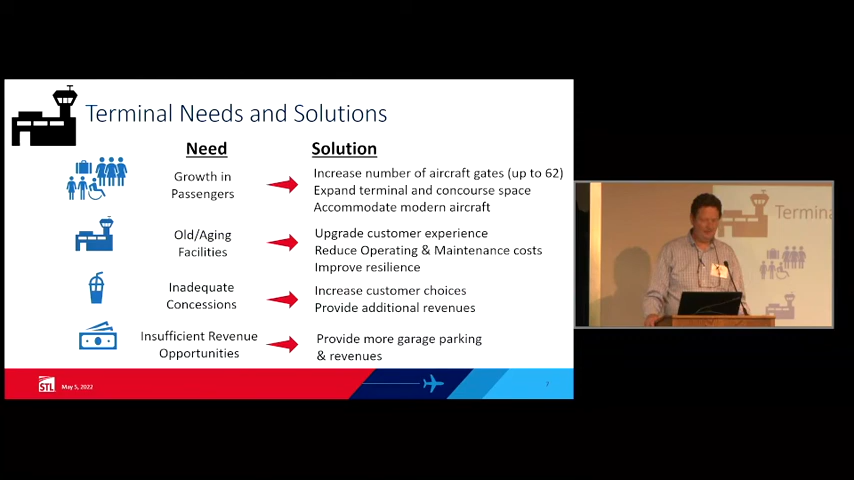 Terminal Needs and Solutions
Need
Solution
Growth in
Passengers
Increase number of aircraft gates (up to 62)
Expand terminal and concourse space
Accommodate modern aircraft
Old/Aging
Facilities
Upgrade customer experience
Reduce Operating & Maintenance costs
Improve resilience
Inadequate
Concessions
Increase customer choices
Provide additional revenues
Insufficient Revenue
Opportunities
Provide more garage parking
& revenues
STL
May 5, 2022
7
Termina